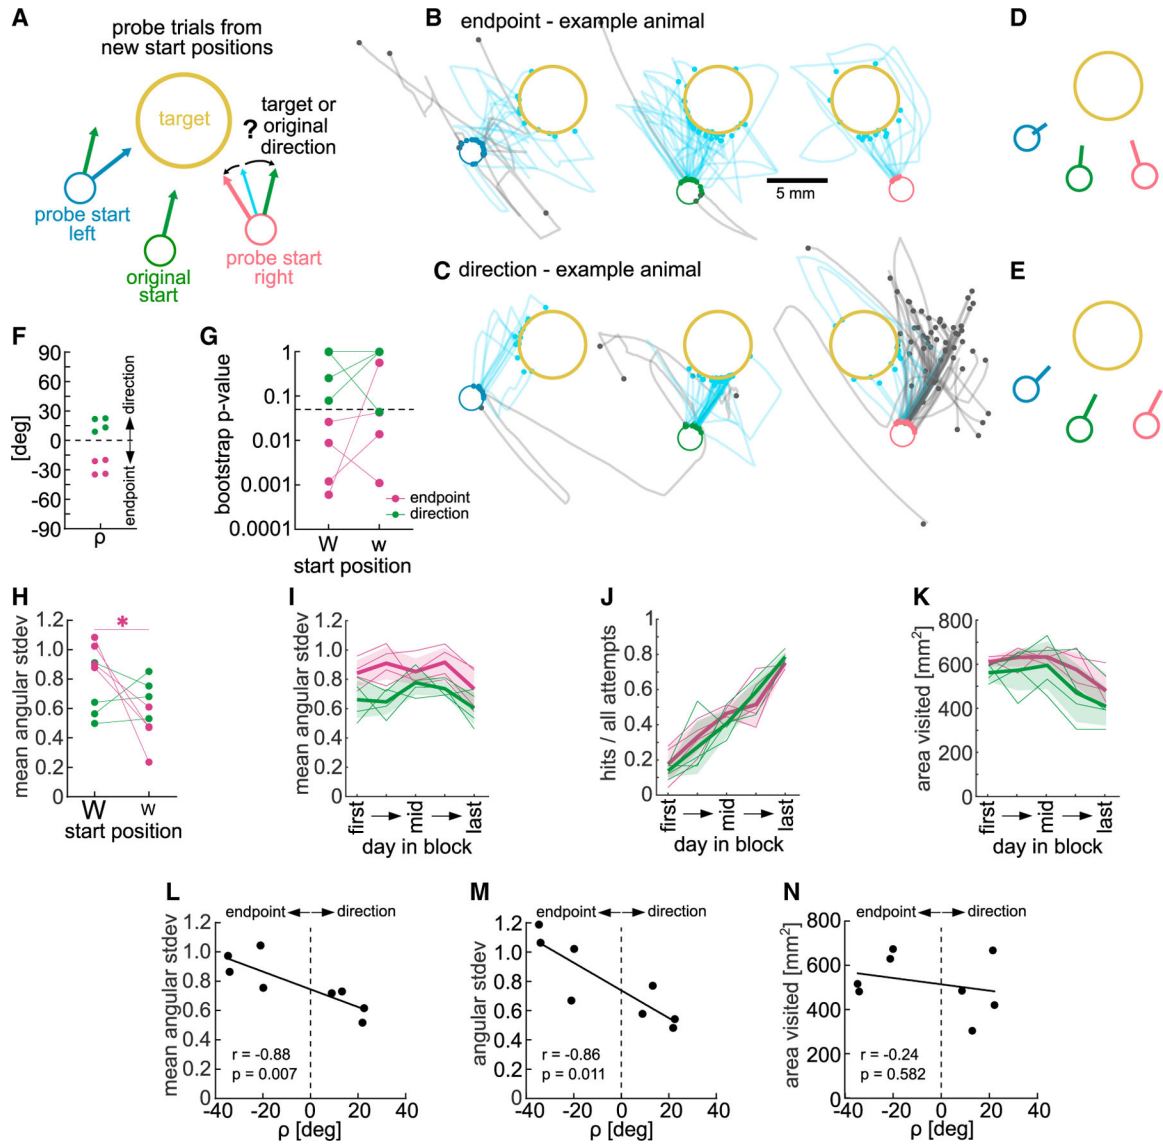 A
probe trials from
new start positions
target
?
target or
original
direction
probe start
left
original
start
probe start
right
B
endpoint - example animal
5 mm
C
direction - example animal
D
E
F
90
60
30
0
-30
-60
-90
[deg]
direction
endpoint
ρ
G
1
0.1
0.01
0.001
0.0001
bootstrap p-value
endpoint
direction
W
w
start position
H
1.2
1.0
0.8
0.6
0.4
0.2
0
mean angular stdev
*
W
w
start position
I
1.2
1.0
0.8
0.6
0.4
0.2
0
mean angular stdev
first
mid
last
day in block
J
1
0.8
0.6
0.4
0.2
0
hits / all attempts
first
mid
last
day in block
K
800
600
400
200
0
area visited [mm²]
first
mid
last
day in block
L
endpoint
direction
1.2
1.0
0.8
0.6
0.4
0.2
0
mean angular stdev
r = -0.88
p = 0.007
-40 -20 0 20 40
ρ [deg]
M
endpoint
direction
1.2
1.0
0.8
0.6
0.4
0.2
0
angular stdev
r = -0.86
p = 0.011
-40 -20 0 20 40
ρ [deg]
N
endpoint
direction
800
600
400
200
0
area visited [mm²]
r = -0.24
p = 0.582
-40 -20 0 20 40
ρ [deg]